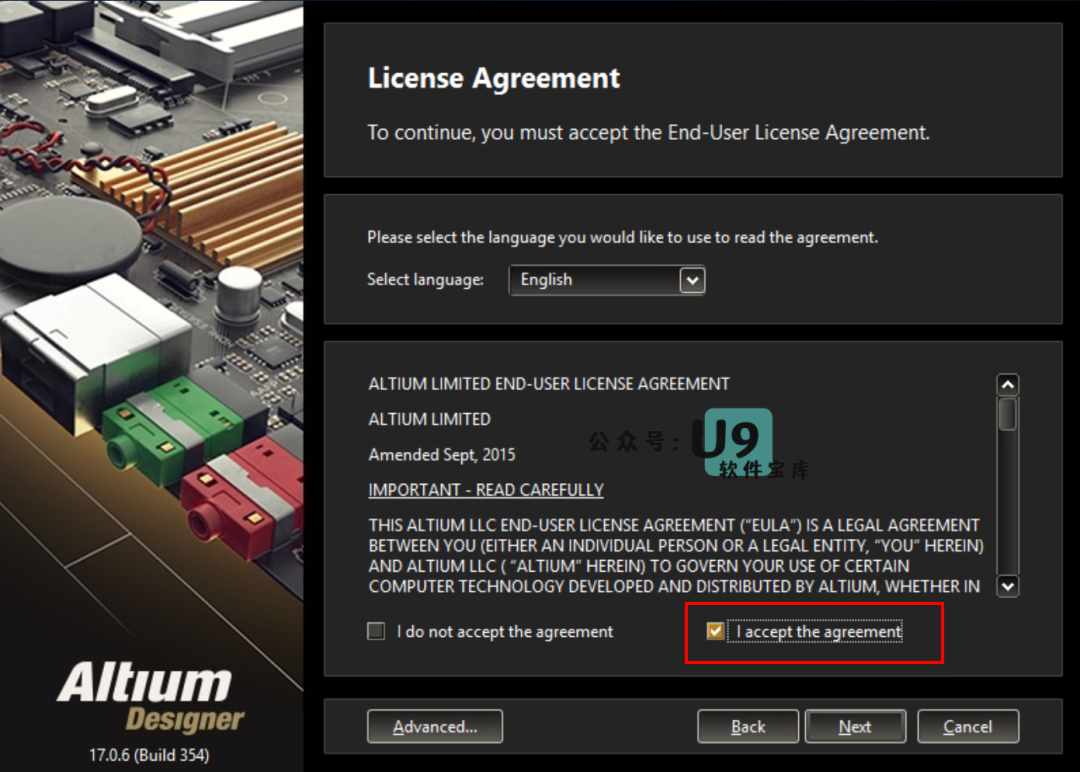 License Agreement
To continue, you must accept the End-User License Agreement.
Please select the language you would like to use to read the agreement.
Select language: English
ALTIUM LIMITED END-USER LICENSE AGREEMENT
ALTIUM LIMITED
Amended Sept, 2015
公众号: U9
软件宝库
IMPORTANT - READ CAREFULLY
THIS ALTIUM LLC END-USER LICENSE AGREEMENT (“EULA”) IS A LEGAL AGREEMENT
BETWEEN YOU (EITHER AN INDIVIDUAL PERSON OR A LEGAL ENTITY, “YOU” HEREIN)
AND ALTIUM LLC ( “ALTIUM” HEREIN) TO GOVERN YOUR USE OF CERTAIN
COMPUTER TECHNOLOGY DEVELOPED AND DISTRIBUTED BY ALTIUM, WHETHER IN
I do not accept the agreement I accept the agreement
Altium
Designer
17.0.6 (Build 354)
Advanced... Back Next Cancel